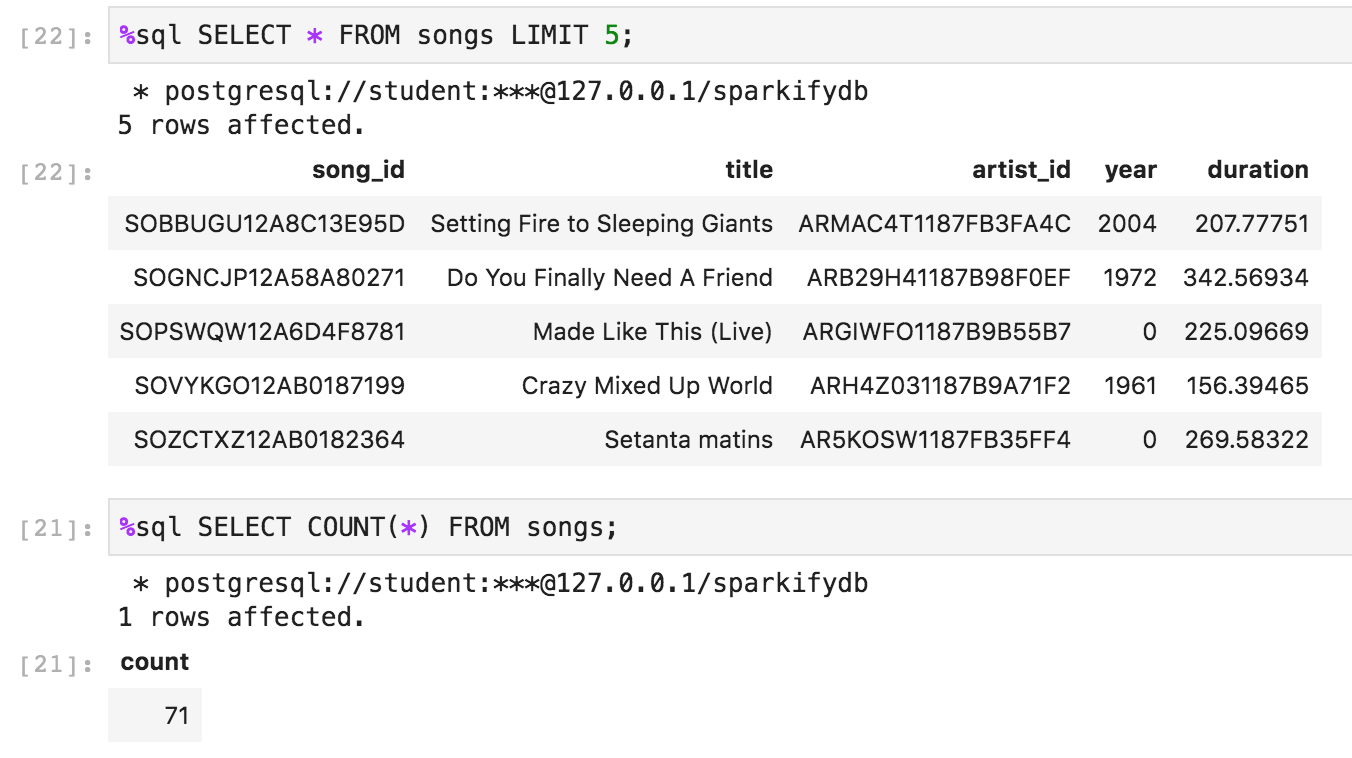 [22]: %sql SELECT * FROM songs LIMIT 5;
* postgresql://student:***@127.0.0.1/sparkifydb
5 rows affected.
[22]: song_id title artist_id year duration
SOBBUGU12A8C13E95D Setting Fire to Sleeping Giants ARMAC4T1187FB3FA4C 2004 207.77751
SOGNCJP12A58A80271 Do You Finally Need A Friend ARB29H41187B98F0EF 1972 342.56934
SOPSWQW12A6D4F8781 Made Like This (Live) ARGIWFO1187B9B55B7 0 225.09669
SOVYKGO12AB0187199 Crazy Mixed Up World ARH4Z031187B9A71F2 1961 156.39465
SOZCTXZ12AB0182364 Setanta matins AR5KOSW1187FB35FF4 0 269.58322
[21]: %sql SELECT COUNT(*) FROM songs;
* postgresql://student:***@127.0.0.1/sparkifydb
1 rows affected.
[21]: count
71